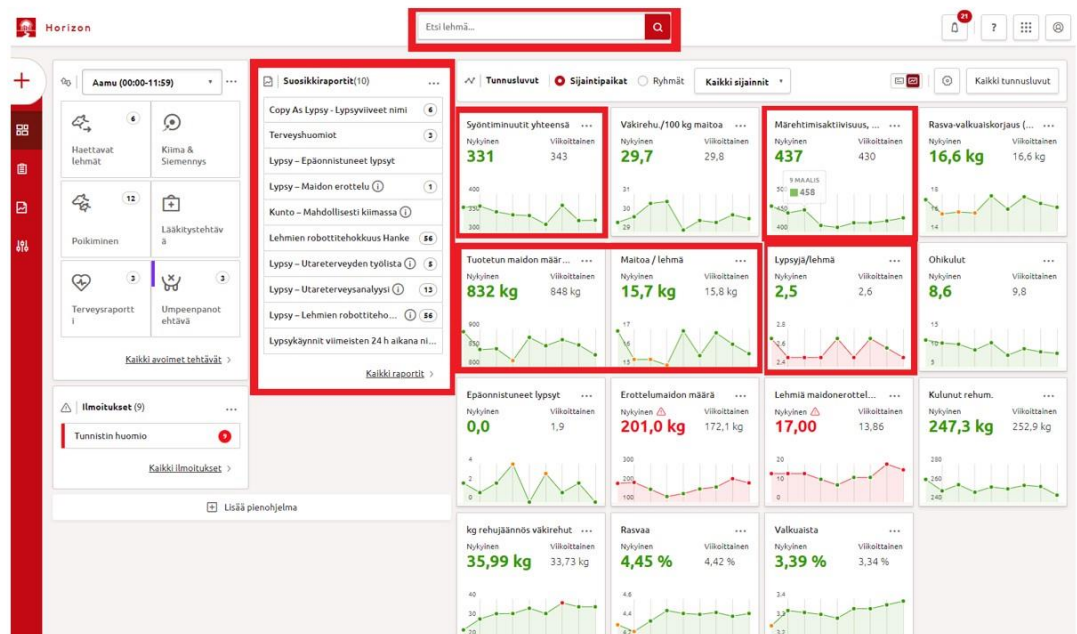 Horizon
Etsi lehmä...
21
?
Aamu (00:00-11:59)
6
Haettavat
lehmät
Kiima &
Siemennys
12
Poikiminen
Lääkitystehtäv
ä
3
Terveysraportt
i
3
Umpeenpanot
ehtävä
Kaikki avoimet tehtävät >
Ilmoitukset (9)
Tunnistin huomio
9
Kaikki ilmoitukset >
Lisää pienohjelma
Suosikkiraportit(10)
Copy As Lypsy - Lypsyviiveet nimi 6
Terveyshuomiot 3
Lypsy – Epäonnistuneet lypsyt
Lypsy – Maidon erottelu 1
Kunto – Mahdollisesti kiimassa
Lehmien robottitehokkuus Hanke 56
Lypsy – Utareterveyden työlista 5
Lypsy – Utareterveysanalyysi 13
Lypsy – Lehmien robottiteho... 56
Lypsykäynnit viimeisten 24 h aikana ni...
Kaikki raportit >
Tunnusluvut Sijaintipaikat Ryhmät Kaikki sijainnit Kaikki tunnusluvut
Syöntiminuutit yhteensä ...
Nykyinen Viikoittainen
331 343
400
350
300
Väkirehu./100 kg maitoa ...
Nykyinen Viikoittainen
29,7 29,8
31
30
29
Märehtimisaktiivisuus, ... ...
Nykyinen Viikoittainen
437 430
9 MAALIS
458
500
450
400
Rasva-valkuaiskorjaus (... ...
Nykyinen Viikoittainen
16,6 kg 16,6 kg
18
14
Tuotetun maidon määr... ...
Nykyinen Viikoittainen
832 kg 848 kg
900
850
800
Maitoa / lehmä ...
Nykyinen Viikoittainen
15,7 kg 15,8 kg
17
15
13
Lypsyjä/lehmä ...
Nykyinen Viikoittainen
2,5 2,6
2.8
2.6
2.4
Ohikulut ...
Nykyinen Viikoittainen
8,6 9,8
15
10
5
Epäonnistuneet lypsyt ...
Nykyinen Viikoittainen
0,0 1,9
4
2
0
Erottelumaidon määrä ...
Nykyinen Viikoittainen
201,0 kg 172,1 kg
300
200
100
Lehmiä maidonerottel... ...
Nykyinen Viikoittainen
17,00 13,86
20
10
0
Kulunut rehum. ...
Nykyinen Viikoittainen
247,3 kg 252,9 kg
280
260
240
kg rehujäännös väkirehut ...
Nykyinen Viikoittainen
35,99 kg 33,73 kg
40
30
20
Rasvaa ...
Nykyinen Viikoittainen
4,45 % 4,42 %
4.6
4.4
4.2
Valkuaista ...
Nykyinen Viikoittainen
3,39 % 3,34 %
3.4
3.3
3.2